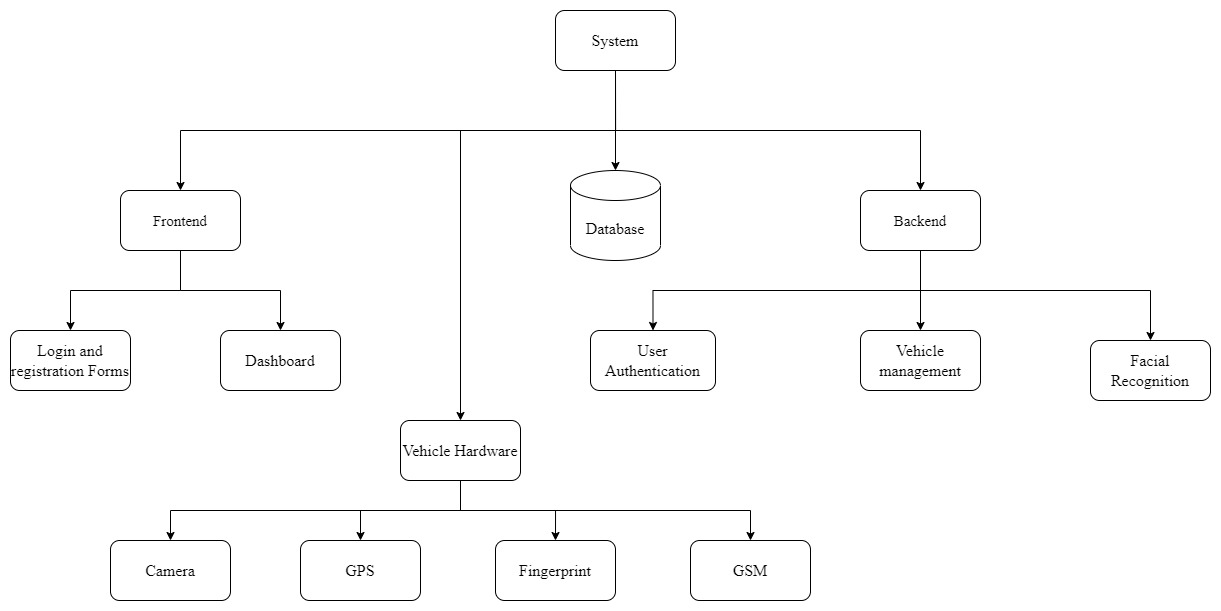 System
Frontend
Database
Backend
Login and
registration Forms
Dashboard
User
Authentication
Vehicle
management
Facial
Recognition
Vehicle Hardware
Camera
GPS
Fingerprint
GSM